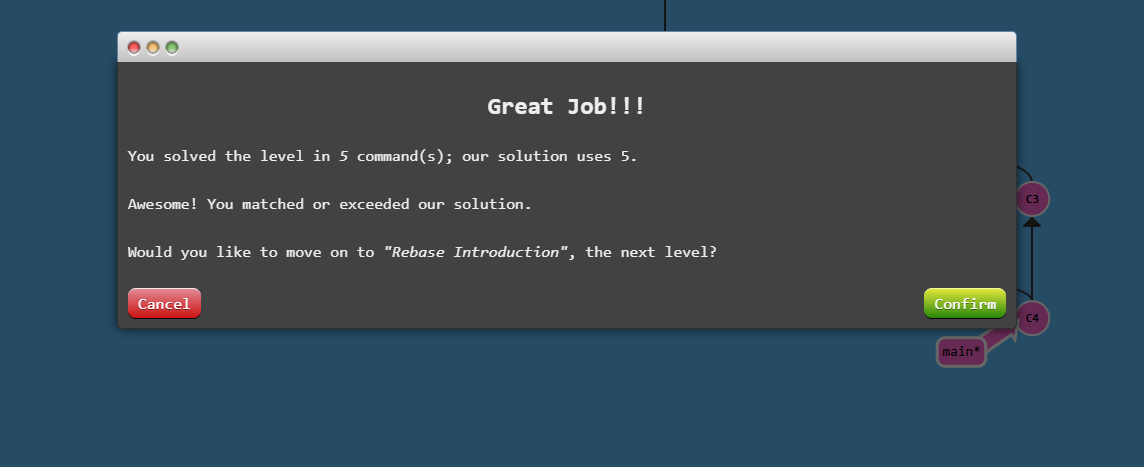 Great Job!!!
You solved the level in 5 command(s); our solution uses 5.
Awesome! You matched or exceeded our solution.
Would you like to move on to "Rebase Introduction", the next level?
Cancel
Confirm
C3
C4
main*